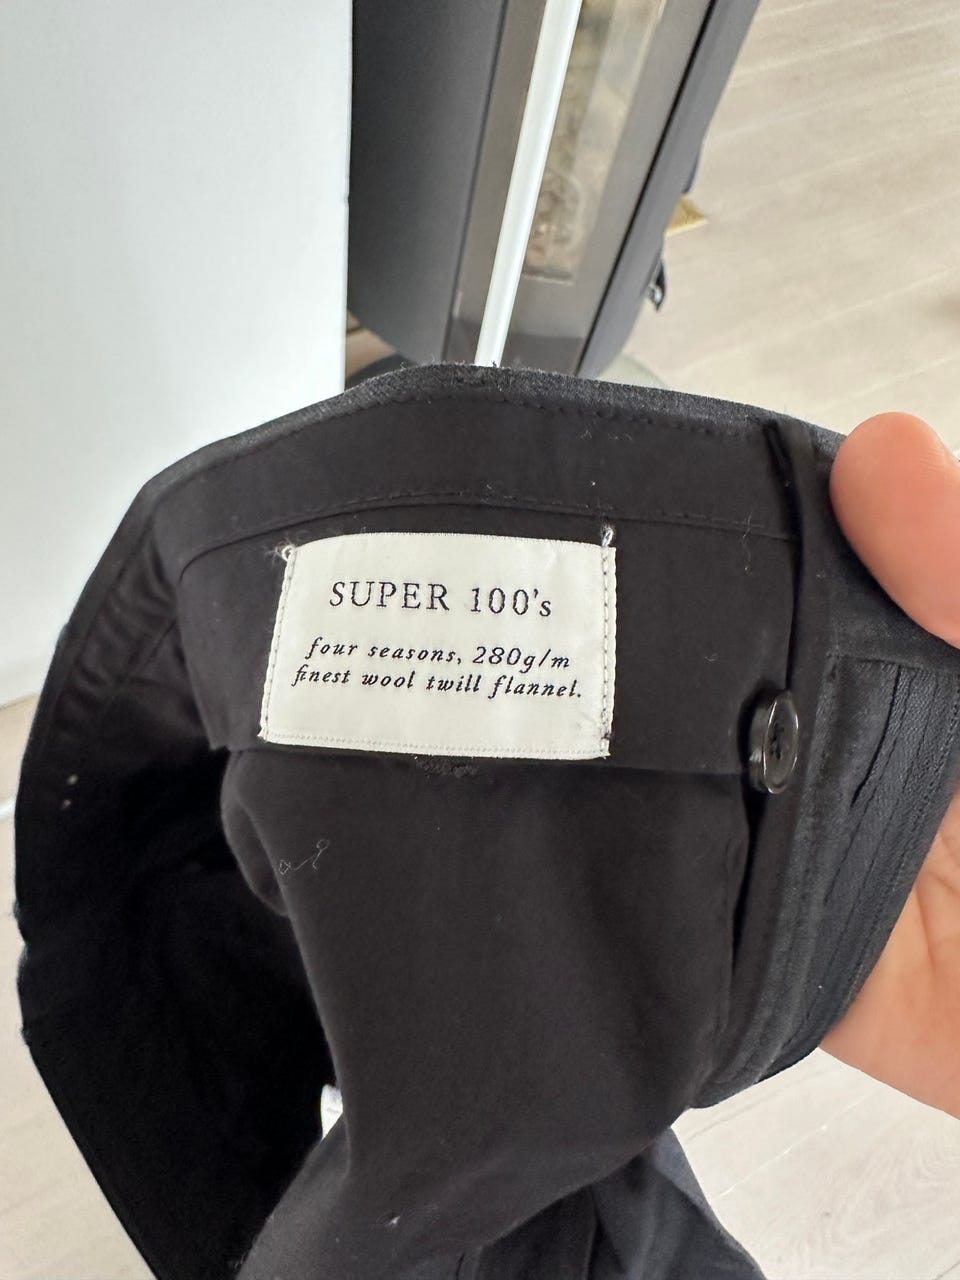 SUPER 100's
four seasons, 280g/m
finest wool twill flannel.